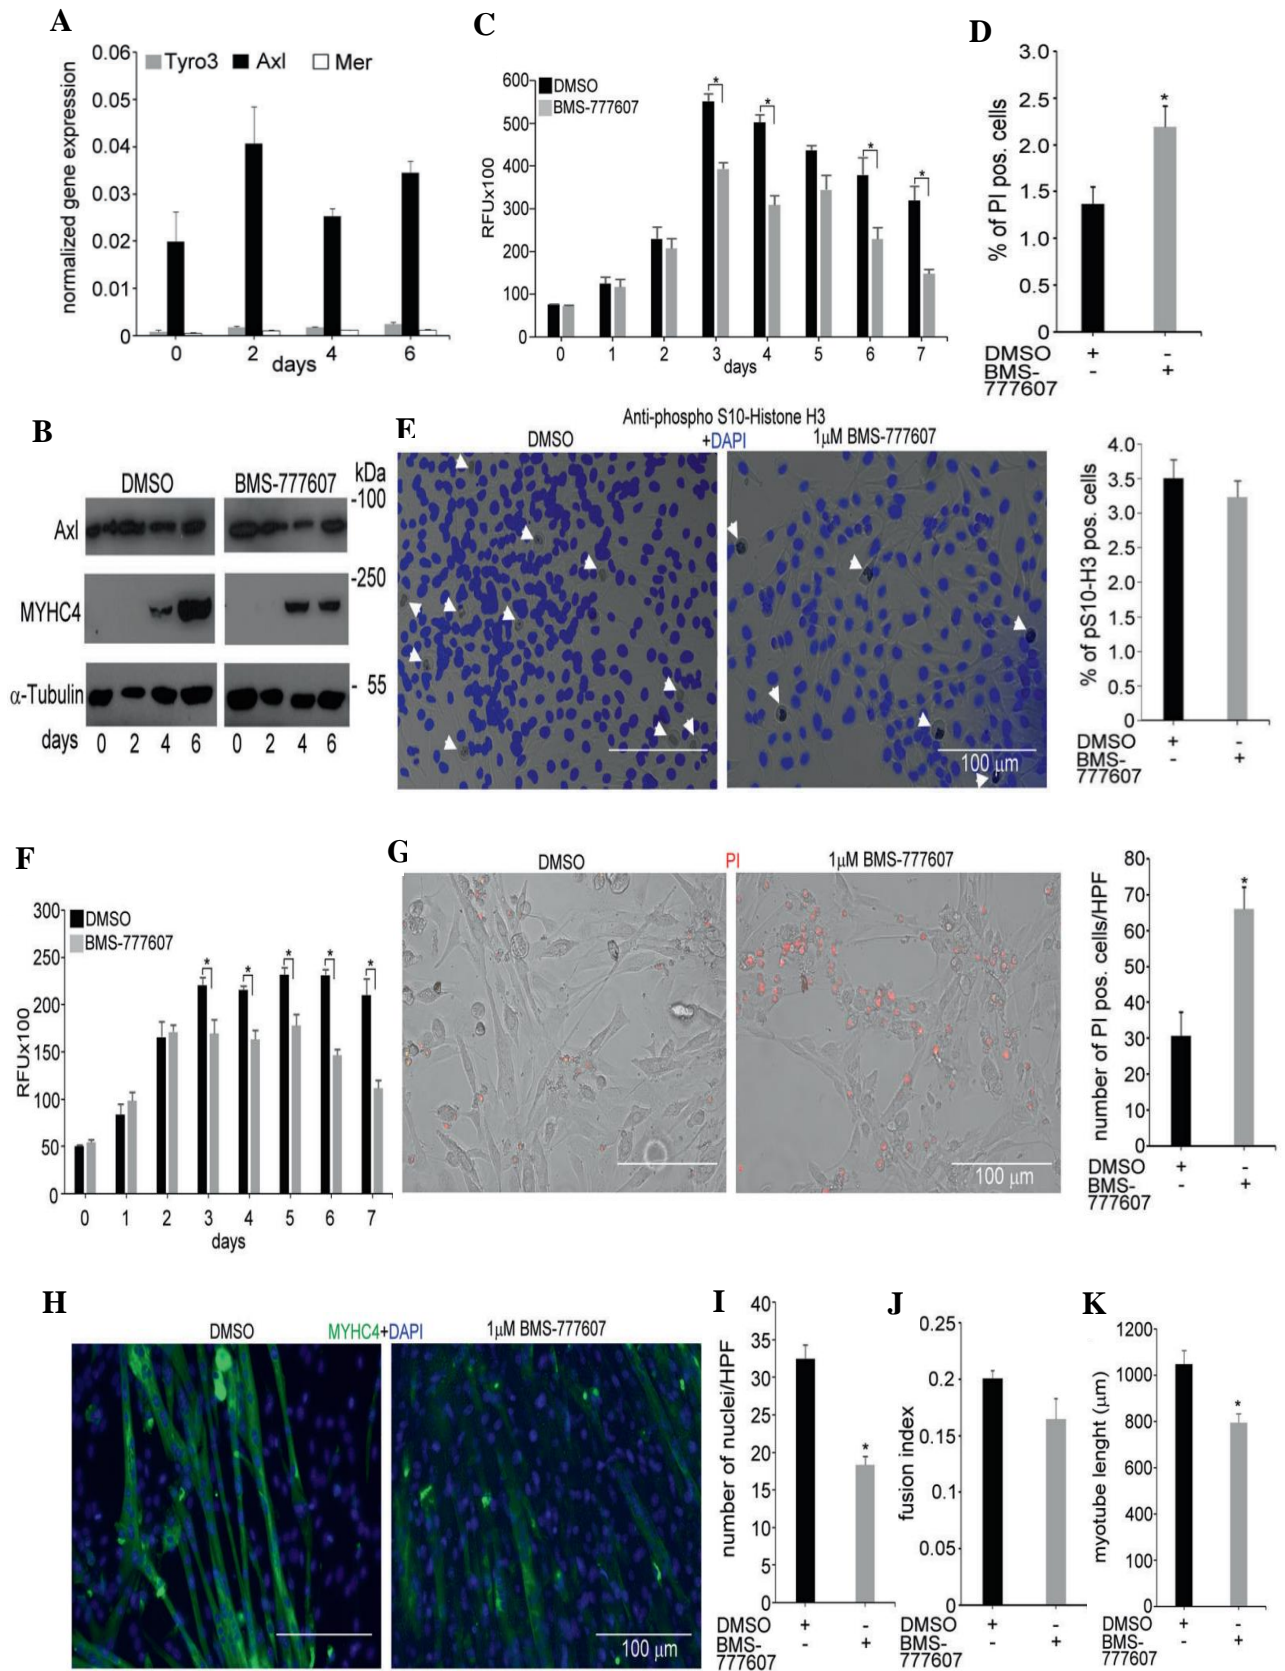 A
0.06
0.05
0.04
0.03
0.02
0.01
0
normalized gene expression
Tyro3 Axl Mer
0 2 4 6
days
C
600
500
400
300
200
100
0
RFUx100
DMSO
BMS-777607
* * * *
0 1 2 3 4 5 6 7
days
D
3.0
2.5
2.0
1.5
1.0
0.5
0
% of PI pos. cells
*
DMSO + -
BMS- - +
777607
B
DMSO BMS-777607 kDa
-100
Axl
-250
MYHC4
- 55
α-Tubulin
days 0 2 4 6 0 2 4 6
E
Anti-phospho S10-Histone H3
DMSO +DAPI 1µM BMS-777607
100 µm
4.0
3.5
3.0
2.5
2.0
1.5
1.0
0.5
0
% of pS10-H3 pos. cells
DMSO + -
BMS- - +
777607
F
300
250
200
150
100
50
0
RFUx100
DMSO
BMS-777607
* * * * *
0 1 2 3 4 5 6 7
days
G
DMSO PI 1µM BMS-777607
100 µm
80
70
60
50
40
30
20
10
0
number of PI pos. cells/HPF
*
DMSO + -
BMS- - +
777607
H
DMSO MYHC4+DAPI 1µM BMS-777607
100 µm
I
40
35
30
25
20
15
10
5
0
number of nuclei/HPF
*
DMSO + -
BMS- - +
777607
J
0.25
0.2
0.15
0.1
0.05
0
fusion index
DMSO + -
BMS- - +
777607
K
1200
1000
800
600
400
100
0
myotube lenght (µm)
*
DMSO + -
BMS- - +
777607